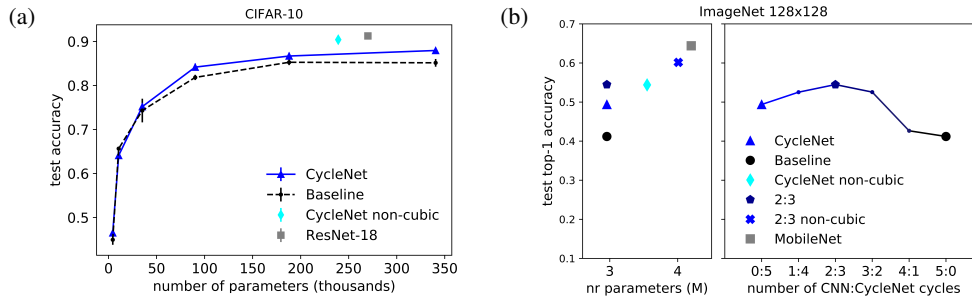 (a)
CIFAR-10
test accuracy
0.9
0.8
0.7
0.6
0.5
CycleNet
Baseline
CycleNet non-cubic
ResNet-18
0 50 100 150 200 250 300 350
number of parameters (thousands)
(b)
ImageNet 128x128
test top-1 accuracy
0.7
0.6
0.5
0.4
0.3
0.2
0.1
3 4
nr parameters (M)
CycleNet
Baseline
CycleNet non-cubic
2:3
2:3 non-cubic
MobileNet
0:5 1:4 2:3 3:2 4:1 5:0
number of CNN:CycleNet cycles